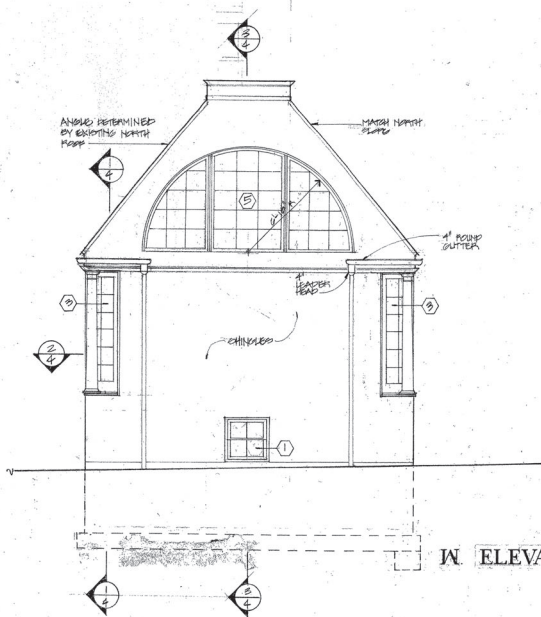 3
4
ANGLE DETERMINED
BY EXISTING NORTH
ROOF
MATCH NORTH
SLOPE
4
5
4" ROUND
GUTTER
4"
LEADER
HEAD
3
3
SHINGLES
2
4
1
W. ELEVA
1
4
3
4